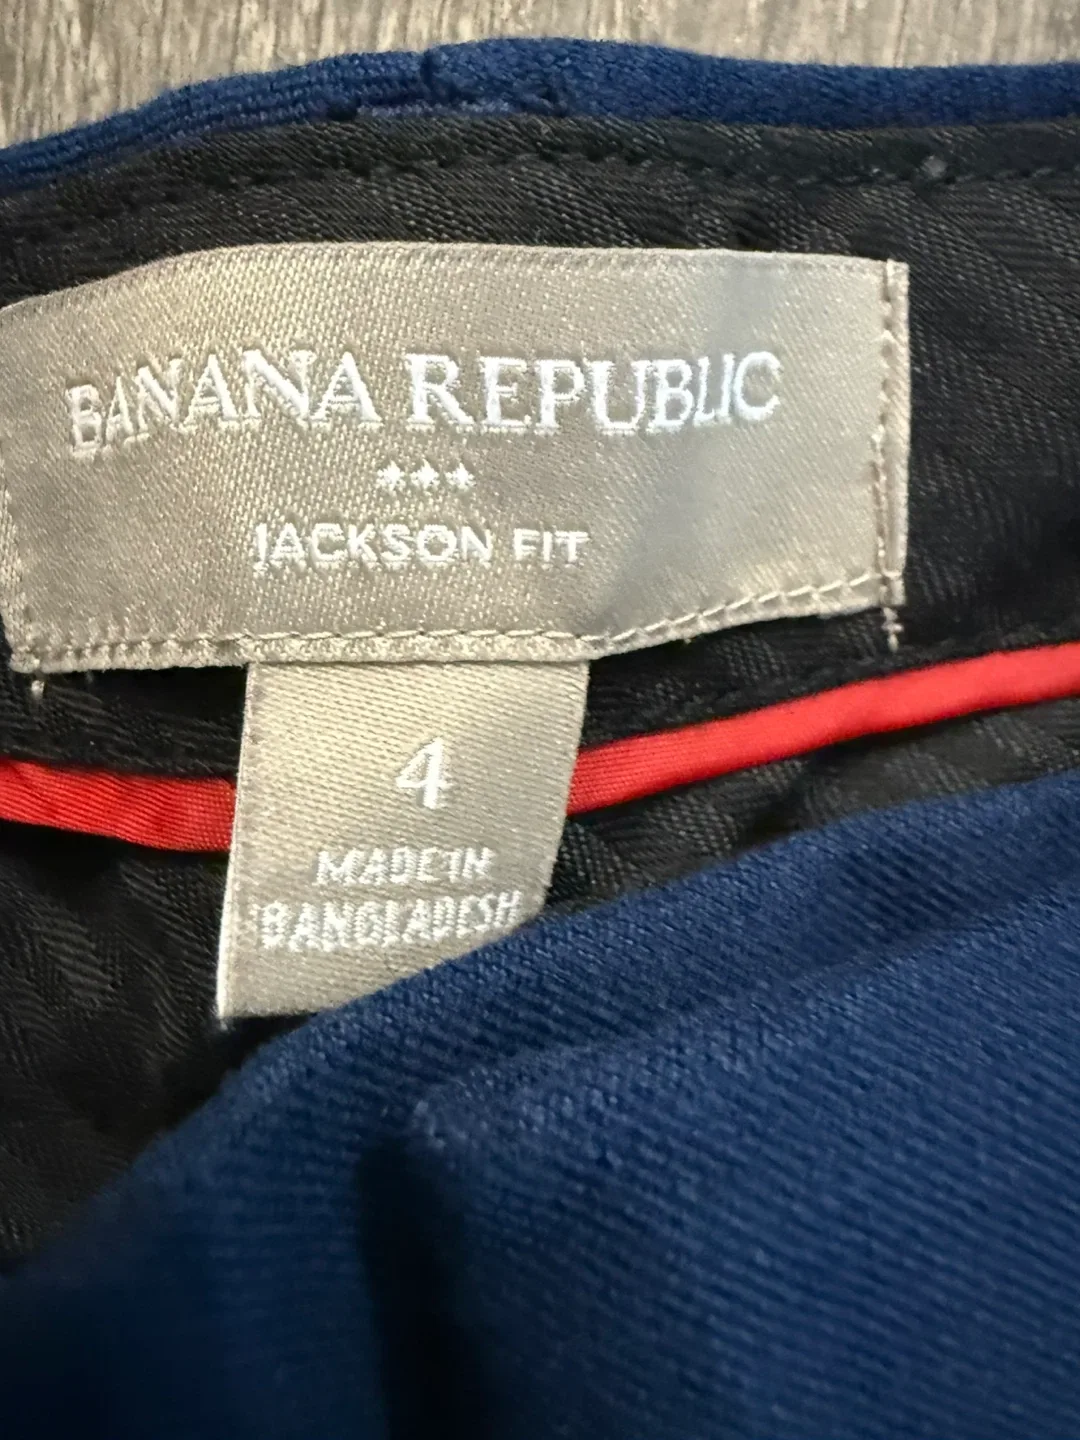 BANANA REPUBLIC
***
JACKSON FIT
4
MADE IN
BANGLADESH